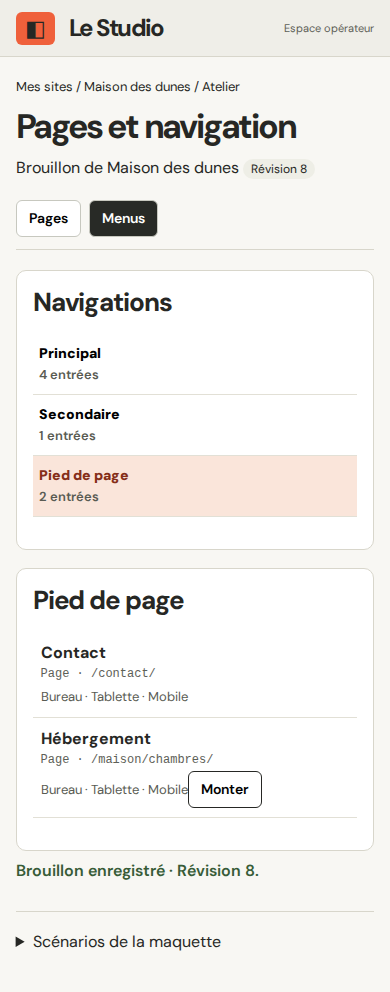 Le Studio
Espace opérateur
Mes sites / Maison des dunes / Atelier
Pages et navigation
Brouillon de Maison des dunes Révision 8
Pages Menus
Navigations
Principal
4 entrées
Secondaire
1 entrées
Pied de page
2 entrées
Pied de page
Contact
Page · /contact/
Bureau · Tablette · Mobile
Hébergement
Page · /maison/chambres/
Bureau · Tablette · Mobile Monter
Brouillon enregistré · Révision 8.
Scénarios de la maquette